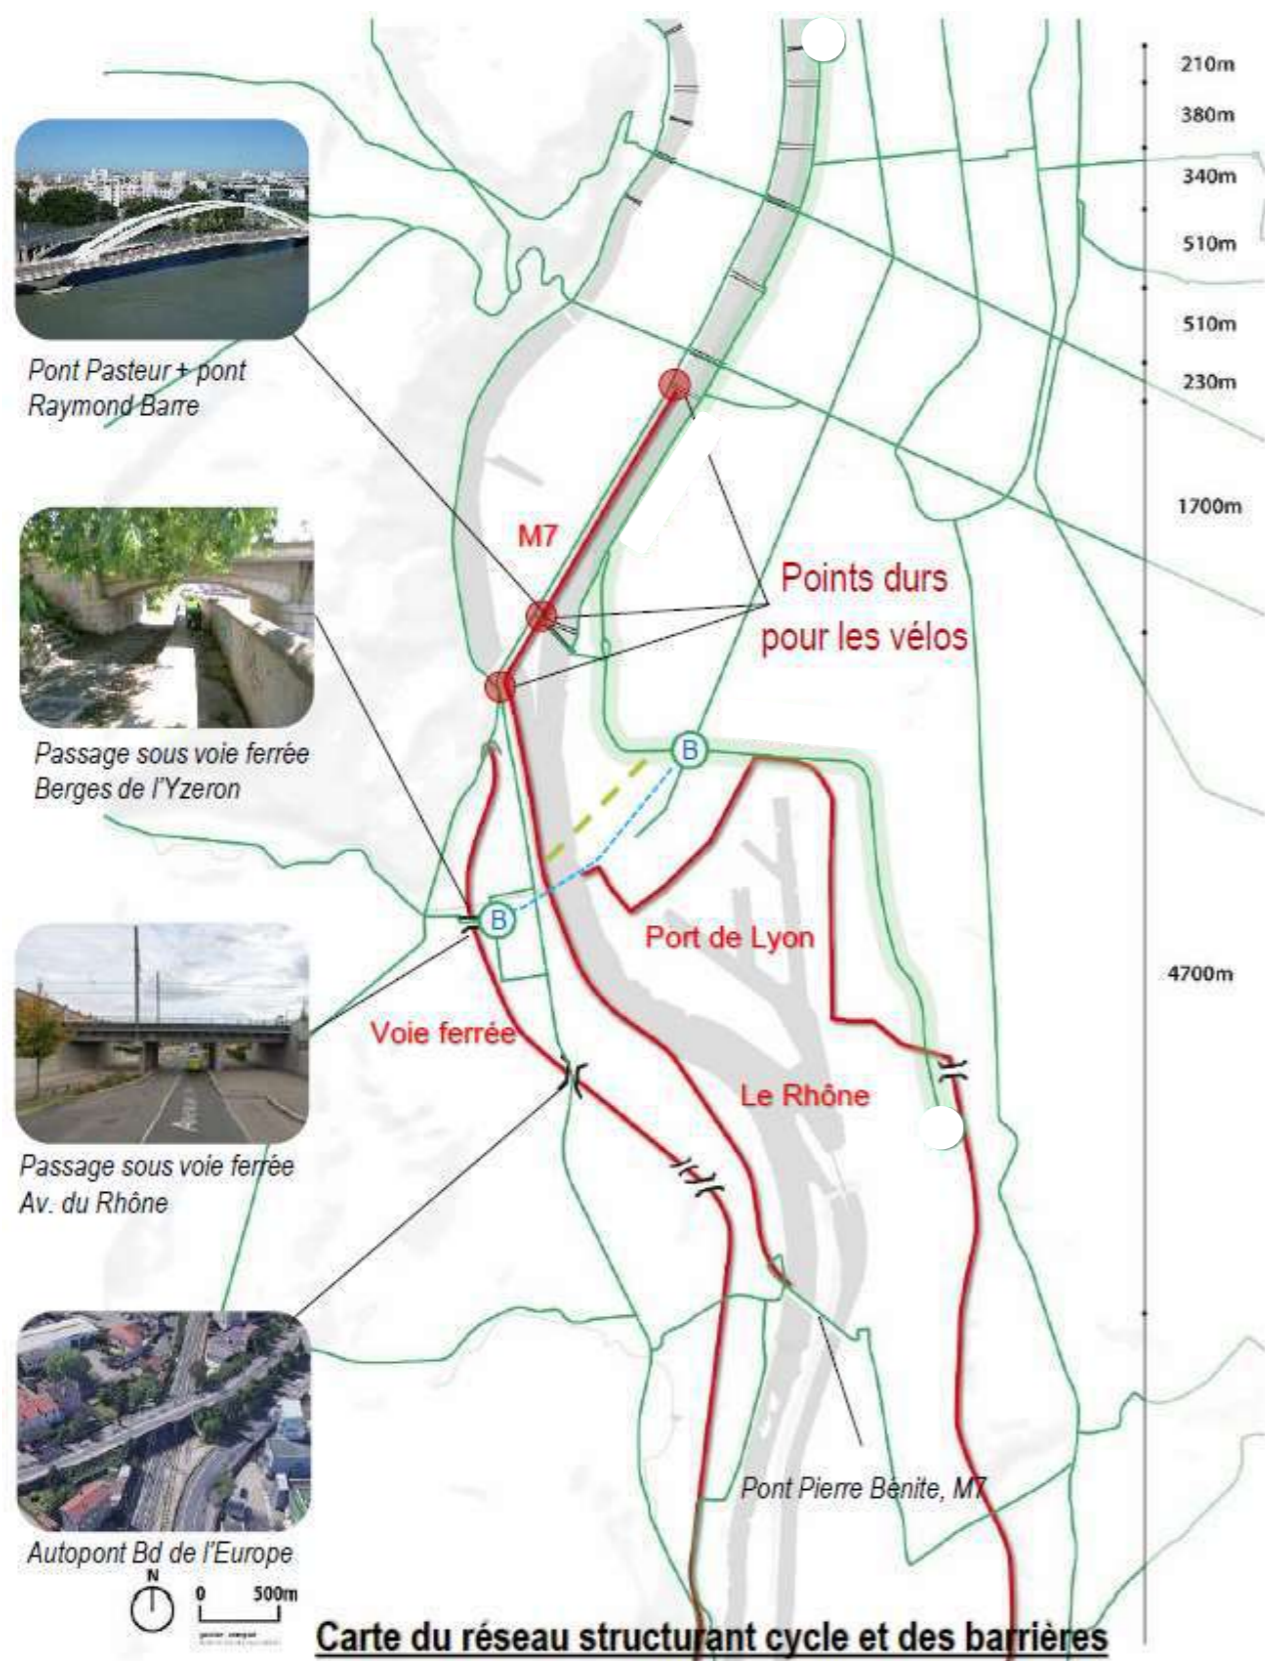 210m
380m
340m
510m
510m
230m
1700m
4700m
Pont Pasteur + pont
Raymond Barre
M7
Points durs
pour les vélos
Passage sous voie ferrée
Berges de l'Yzeron
B
B
Port de Lyon
Voie ferrée
Le Rhône
Passage sous voie ferrée
Av. du Rhône
Pont Pierre Bénite, M7
Autopont Bd de l'Europe
N
0 500m
Carte du réseau structurant cycle et des barrières